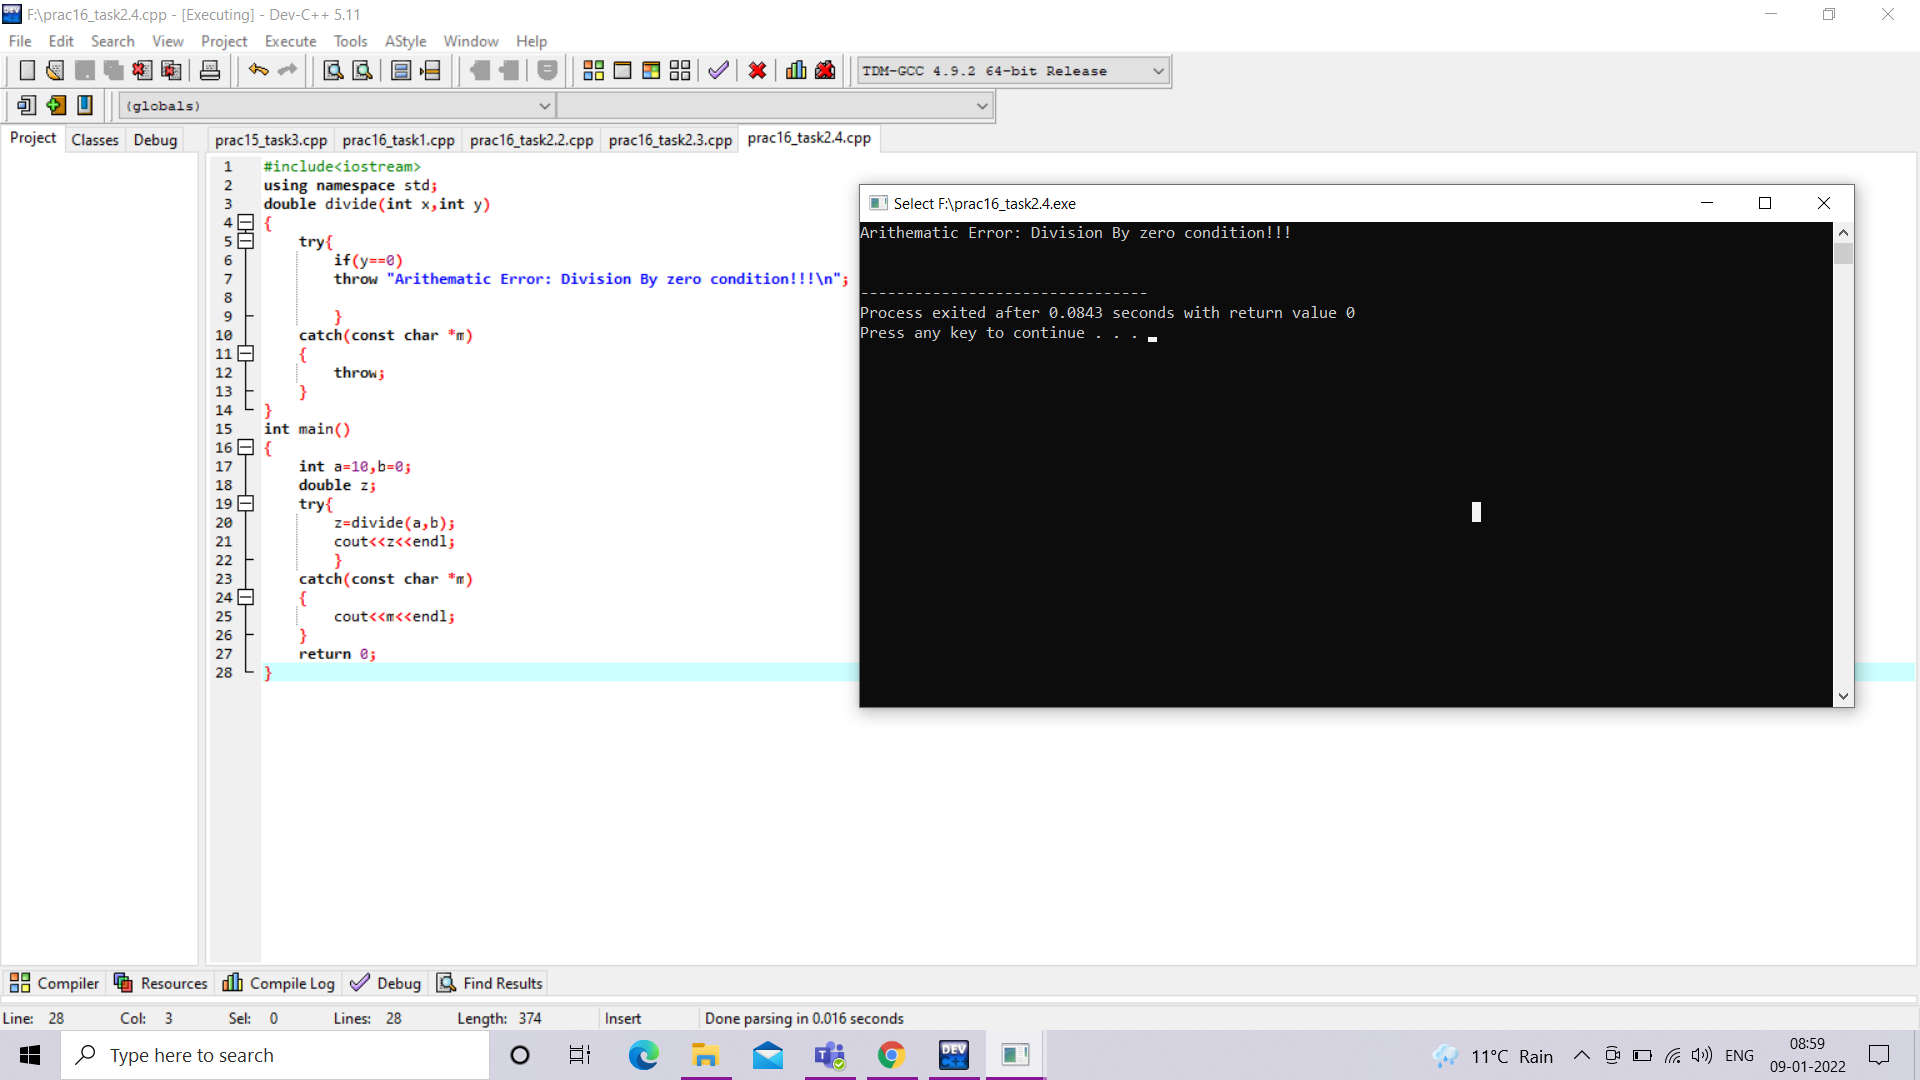 F:\prac16_task2.4.cpp - [Executing] - Dev-C++ 5.11
File Edit Search View Project Execute Tools AStyle Window Help
TDM-GCC 4.9.2 64-bit Release
(globals)
Project Classes Debug
prac15_task3.cpp prac16_task1.cpp prac16_task2.2.cpp prac16_task2.3.cpp prac16_task2.4.cpp
1 #include<iostream>
2 using namespace std;
3 double divide(int x,int y)
4 {
5 try{
6 if(y==0)
7 throw "Arithematic Error: Division By zero condition!!!\n";
8
9 }
10 catch(const char *m)
11 {
12 throw;
13 }
14 }
15 int main()
16 {
17 int a=10,b=0;
18 double z;
19 try{
20 z=divide(a,b);
21 cout<<z<<endl;
22 }
23 catch(const char *m)
24 {
25 cout<<m<<endl;
26 }
27 return 0;
28 }
Select F:\prac16_task2.4.exe
Arithematic Error: Division By zero condition!!!
--------------------------------
Process exited after 0.0843 seconds with return value 0
Press any key to continue . . .
Compiler Resources Compile Log Debug Find Results
Line: 28 Col: 3 Sel: 0 Lines: 28 Length: 374 Insert Done parsing in 0.016 seconds
Type here to search
DEV C++
11°C Rain
ENG
08:59
09-01-2022